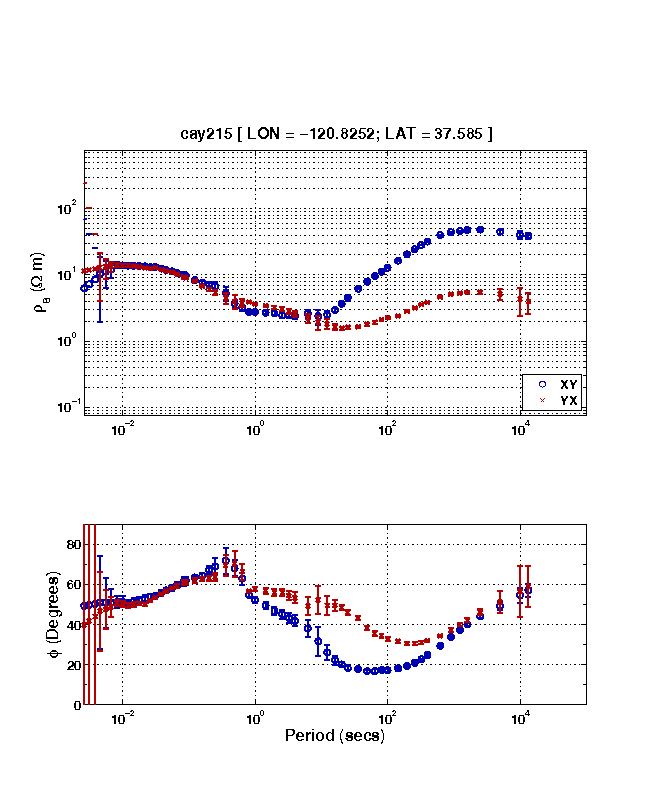 cay215 [ LON = −120.8252; LAT = 37.585 ]
ρa (Ω m)
10^2
10^1
10^0
10^−1
10^−2
10^0
10^2
10^4
XY
YX
φ (Degrees)
80
60
40
20
0
10^−2
10^0
10^2
10^4
Period (secs)